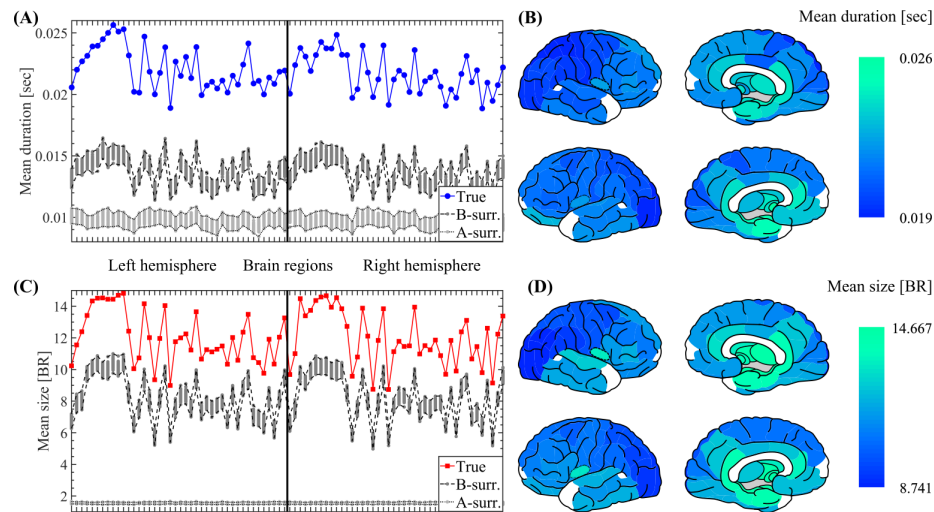 (A)
Mean duration [sec]
0.025
0.02
0.015
0.01
True
B-surr.
A-surr.
(B)
Mean duration [sec]
0.026
0.019
Left hemisphere Brain regions Right hemisphere
(C)
Mean size [BR]
14
12
10
8
6
4
2
True
B-surr.
A-surr.
(D)
Mean size [BR]
14.667
8.741